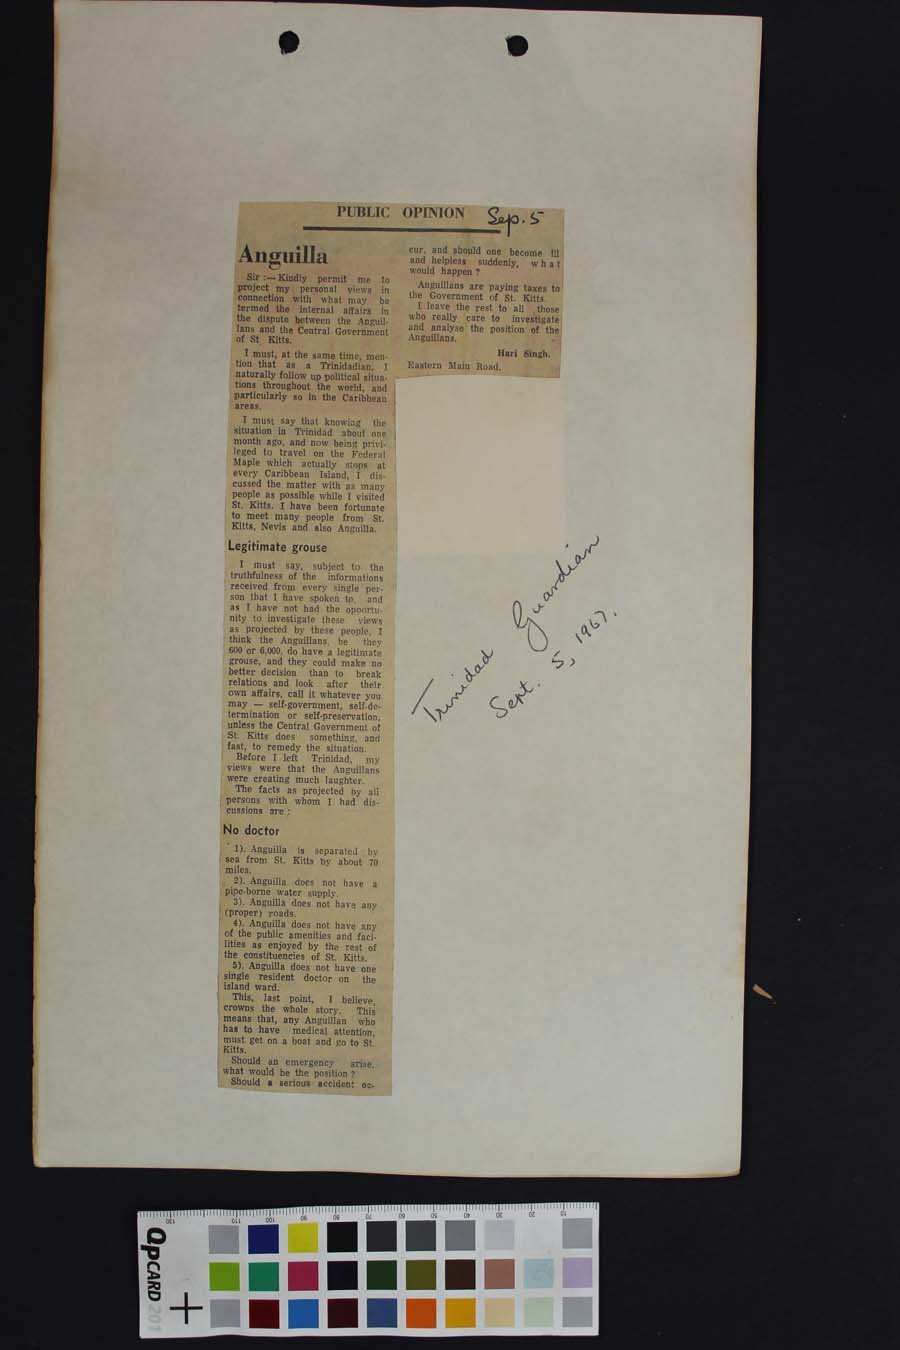 PUBLIC OPINION Sep. 5
Anguilla
Sir :— Kindly permit me to
project my personal views in
connection with what may be
termed the internal affairs in
the dispute between the Anguil-
lans and the Central Government
of St. Kitts.
I must, at the same time, men-
tion that as a Trinidadian, I
naturally follow up political situa-
tions throughout the world, and
particularly so in the Caribbean
areas.
I must say that knowing the
situation in Trinidad about one
month ago, and now being privi-
leged to travel on the Federal
Maple which actually stops at
every Caribbean Island, I dis-
cussed the matter with as many
people as possible while I visited
St. Kitts. I have been fortunate
to meet many people from St.
Kitts, Nevis and also Anguilla.
Legitimate grouse
I must say, subject to the
truthfulness of the informations
received from every single per-
son that I have spoken to, and
as I have not had the opportu-
nity to investigate these views
as projected by these people, I
think the Anguillans, be they
600 or 6,000, do have a legitimate
grouse, and they could make no
better decision than to break
relations and look after their
own affairs, call it whatever you
may — self-government, self-de-
termination or self-preservation,
unless the Central Government of
St. Kitts does something, and
fast, to remedy the situation.
Before I left Trinidad, my
views were that the Anguillans
were creating much laughter.
The facts as projected by all
persons with whom I had dis-
cussions are :
No doctor
1). Anguilla is separated by
sea from St. Kitts by about 70
miles.
2). Anguilla does not have a
pipe-borne water supply.
3). Anguilla does not have any
(proper) roads.
4). Anguilla does not have any
of the public amenities and faci-
lities as enjoyed by the rest of
the constituencies of St. Kitts.
5). Anguilla does not have one
single resident doctor on the
island ward.
This, last point, I believe,
crowns the whole story. This
means that, any Anguillan who
has to have medical attention,
must get on a boat and go to St.
Kitts.
Should an emergency arise,
what would be the position ?
Should a serious accident oc-
cur, and should one become ill
and helpless suddenly, what
would happen ?
Anguillans are paying taxes to
the Government of St. Kitts.
I leave the rest to all those
who really care to investigate
and analyse the position of the
Anguillans.
Hari Singh.
Eastern Main Road.
Trinidad Guardian
Sept. 5, 1967.
130 110 100 90 80 70 60 50 40 30 20 10
QPCARD 201